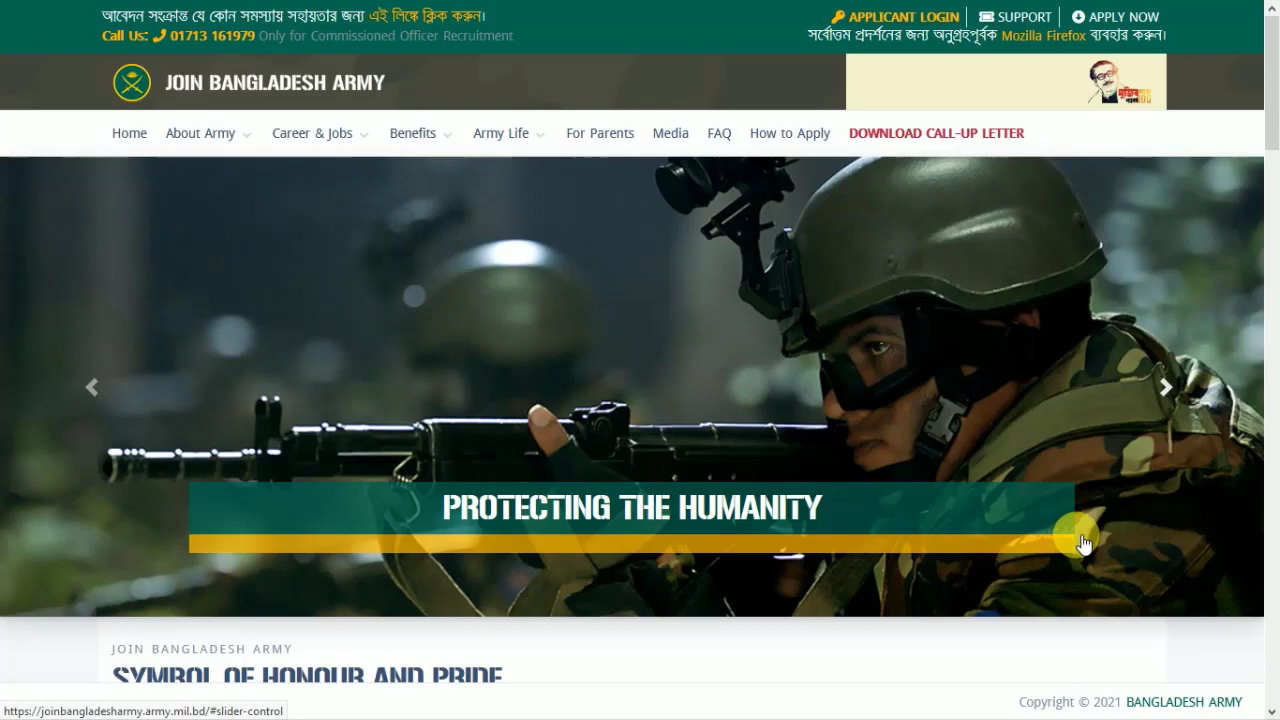 আবেদন সংক্রান্ত যে কোন সমস্যায় সহায়তার জন্য এই লিঙ্কে ক্লিক করুন।
Call Us: 01713 161979 Only for Commissioned Officer Recruitment
APPLICANT LOGIN SUPPORT APPLY NOW
সর্বোত্তম প্রদর্শনের জন্য অনুগ্রহপূর্বক Mozilla Firefox ব্যবহার করুন।
JOIN BANGLADESH ARMY
Home About Army Career & Jobs Benefits Army Life For Parents Media FAQ How to Apply DOWNLOAD CALL-UP LETTER
PROTECTING THE HUMANITY
JOIN BANGLADESH ARMY
SYMBOL OF HONOUR AND PRIDE
Copyright © 2021 BANGLADESH ARMY
https://joinbangladesharmy.army.mil.bd/#slider-control